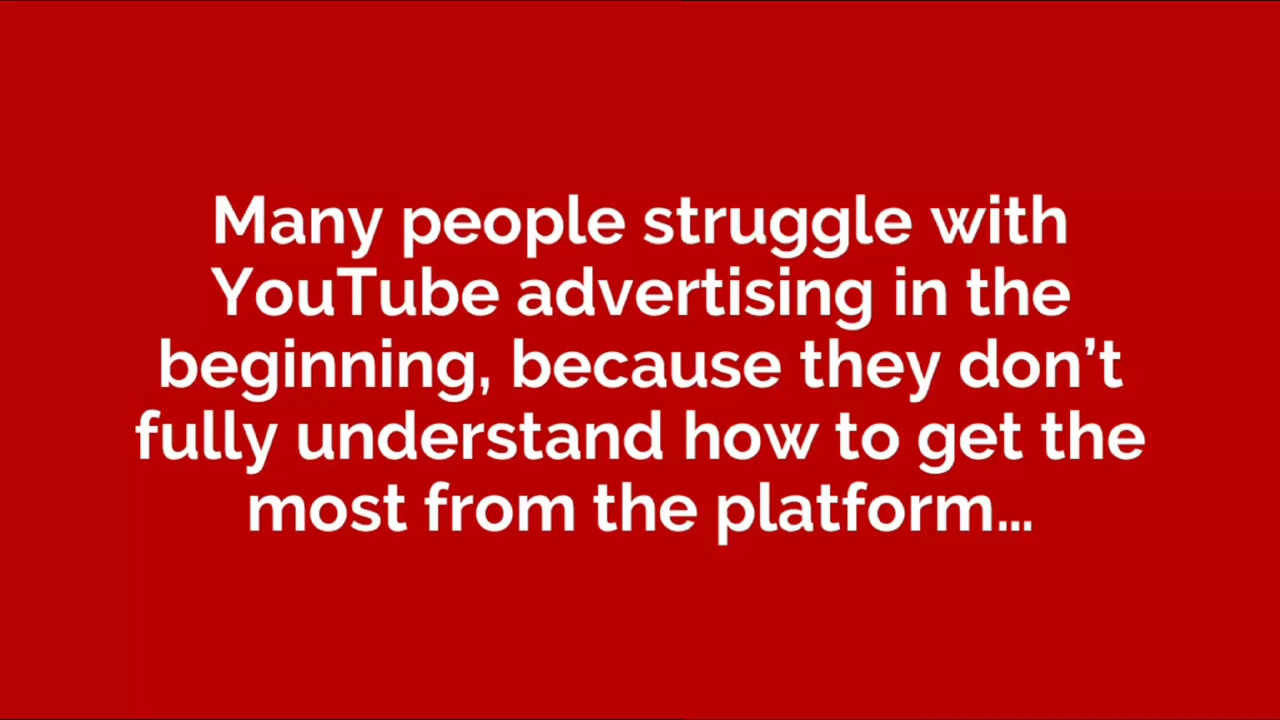 Many people struggle with
YouTube advertising in the
beginning, because they don’t
fully understand how to get the
most from the platform…